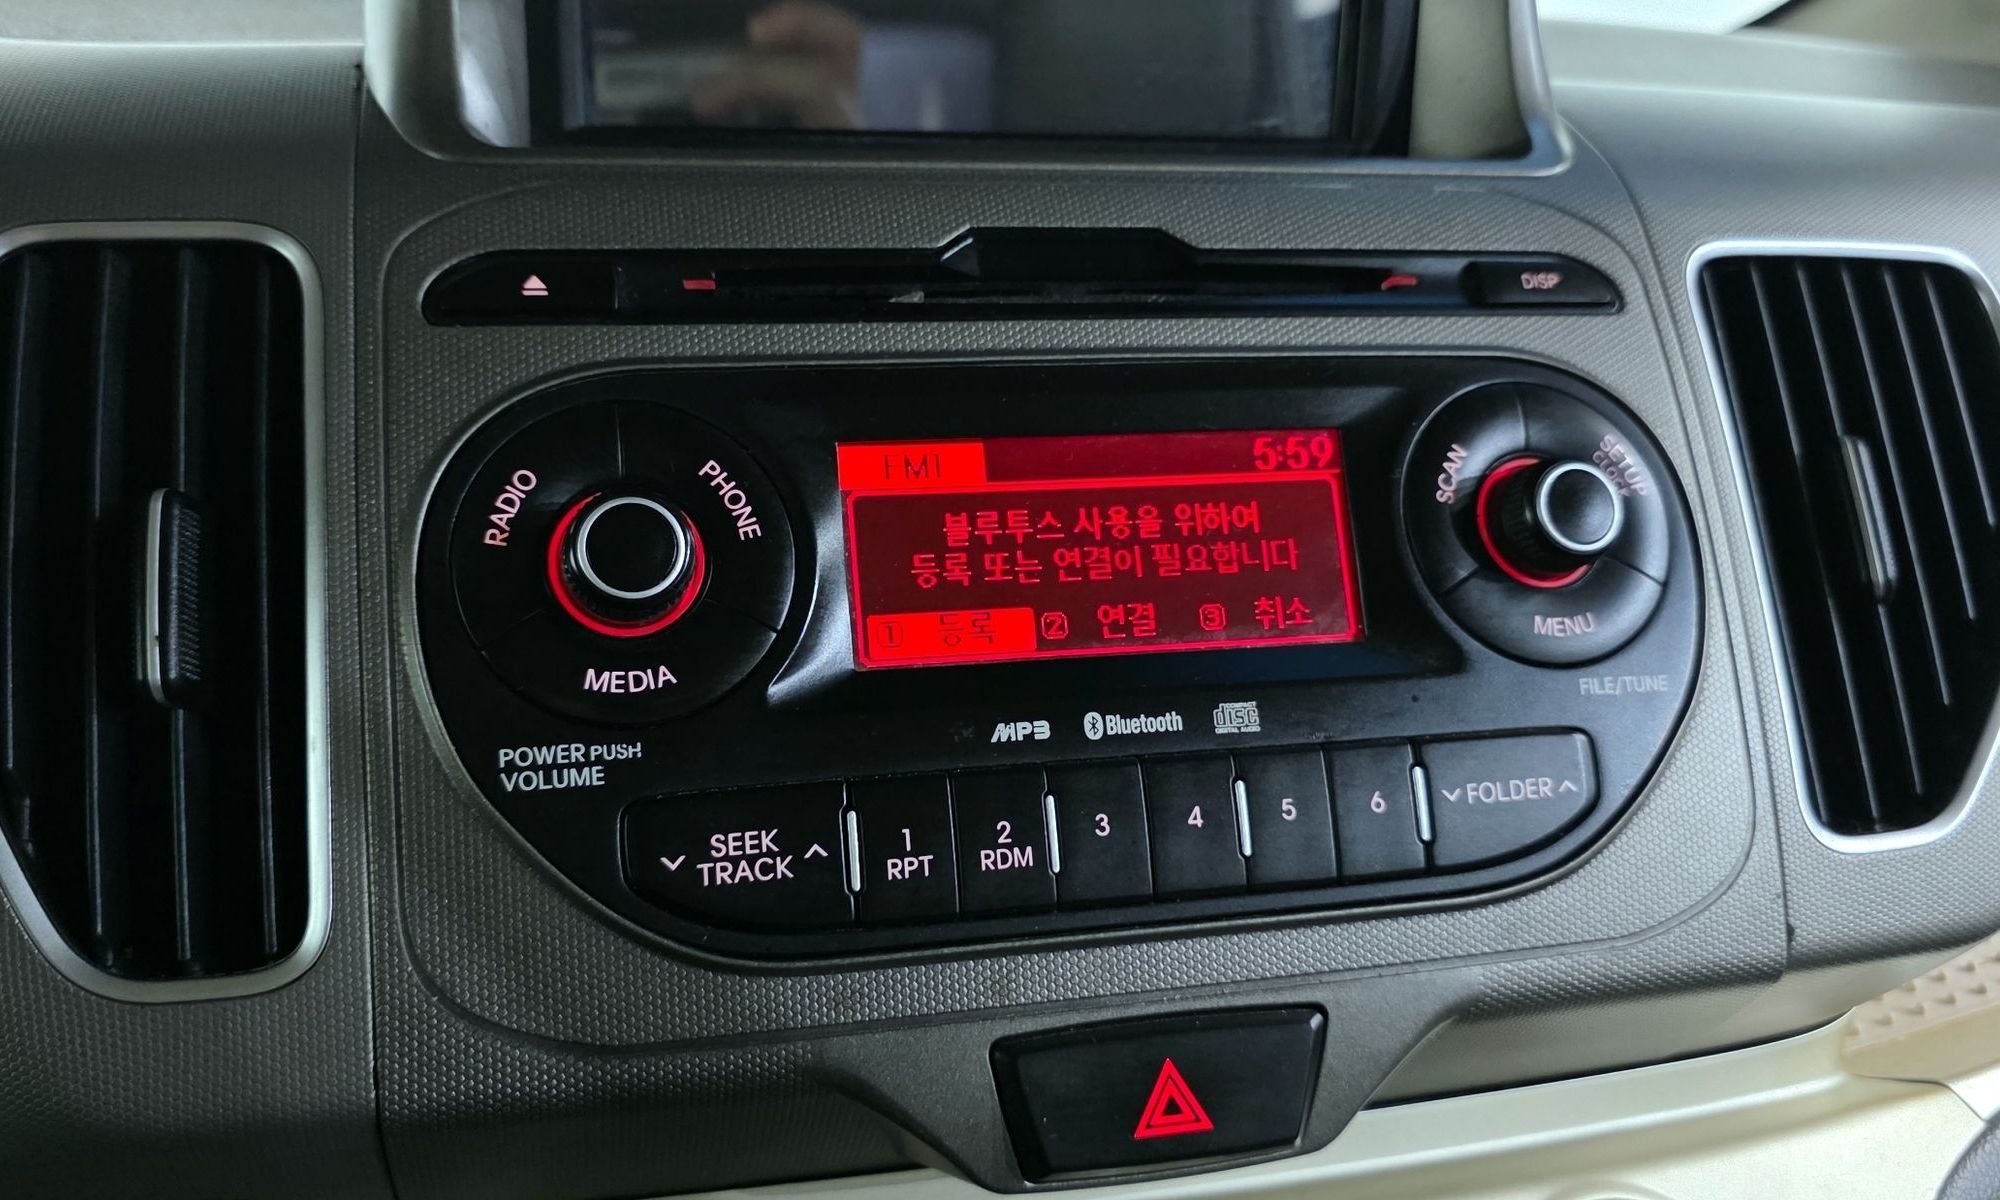 DISP
FM1 5:59
블루투스 사용을 위하여
등록 또는 연결이 필요합니다
1 등록 2 연결 3 취소
RADIO
PHONE
MEDIA
POWER PUSH
VOLUME
SCAN
SETUP
CLOCK
MENU
FILE/TUNE
MP3 Bluetooth COMPACT disc DIGITAL AUDIO
SEEK
TRACK
1
RPT
2
RDM
3
4
5
6
FOLDER